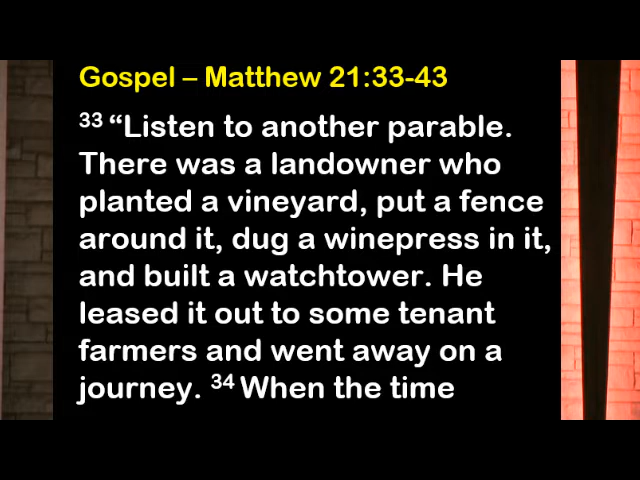 Gospel – Matthew 21:33-43
33 “Listen to another parable.
There was a landowner who
planted a vineyard, put a fence
around it, dug a winepress in it,
and built a watchtower. He
leased it out to some tenant
farmers and went away on a
journey. 34 When the time